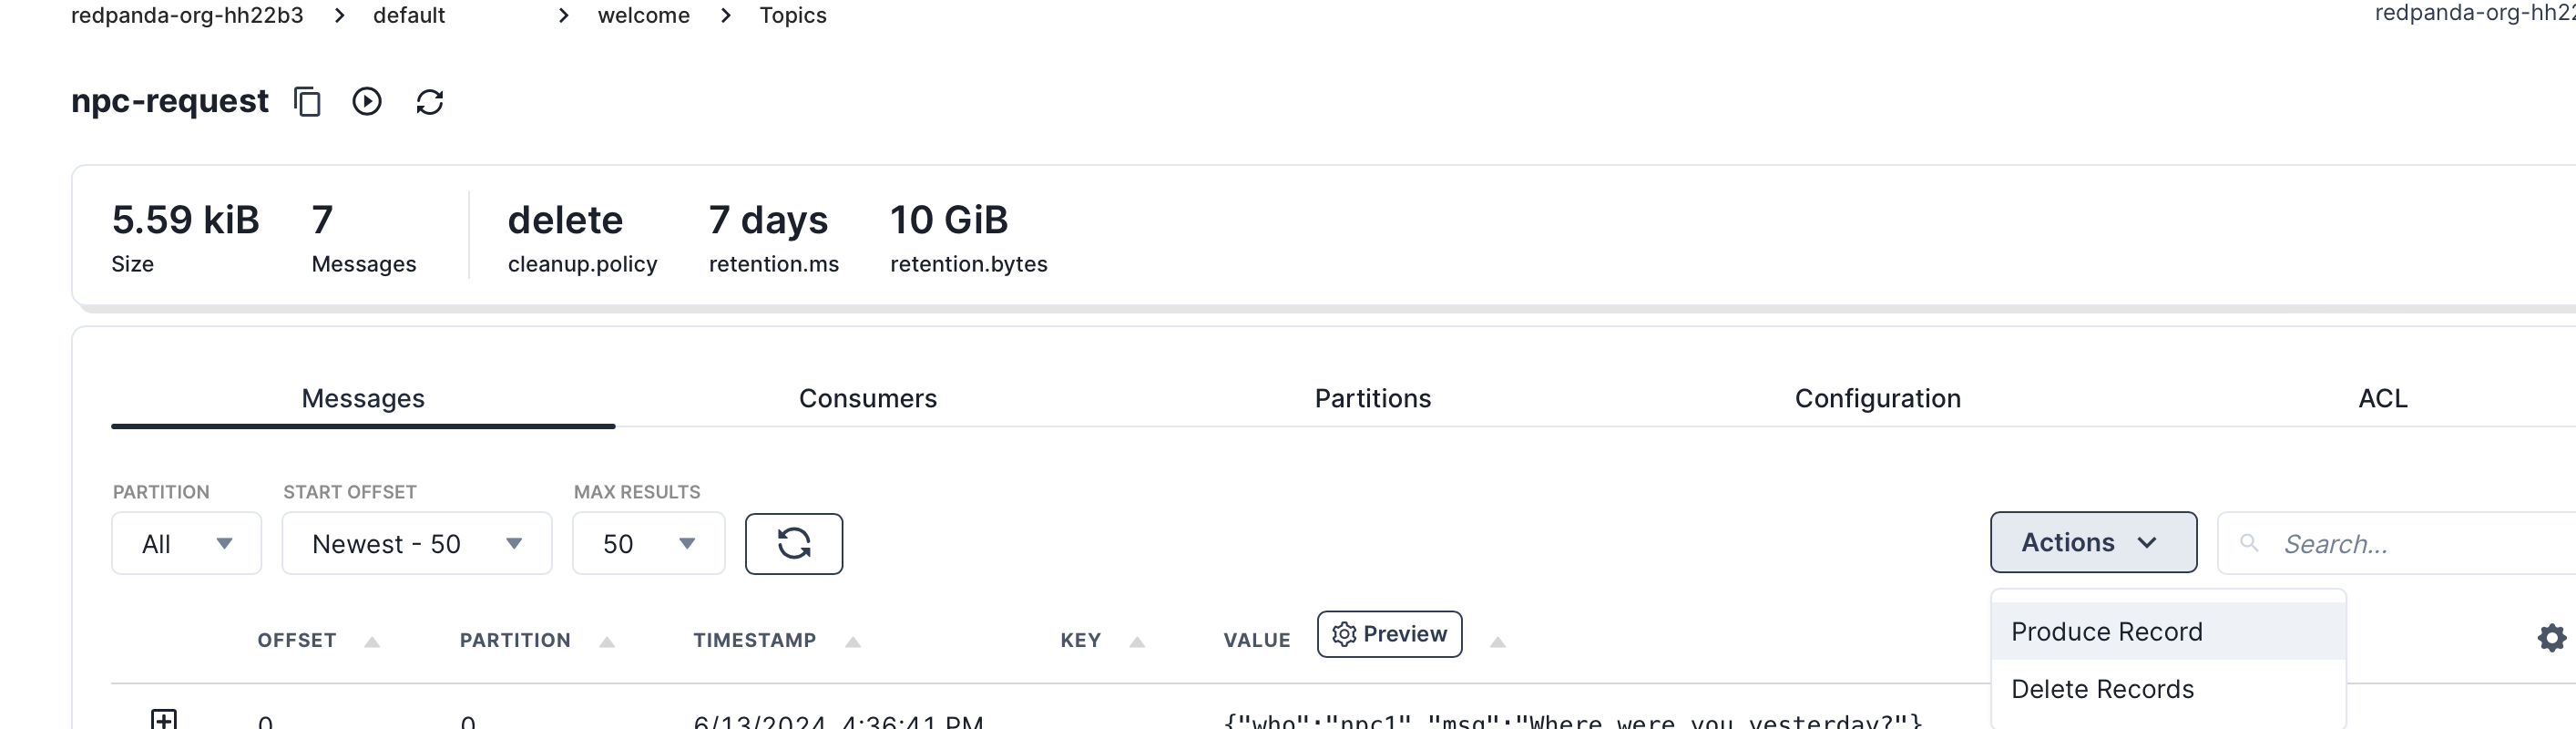 redpanda-org-hh22b3 > default > welcome > Topics
redpanda-org-hh22
npc-request
5.59 kiB 7 delete 7 days 10 GiB
Size Messages cleanup.policy retention.ms retention.bytes
Messages Consumers Partitions Configuration ACL
PARTITION START OFFSET MAX RESULTS
All Newest - 50 50 Actions Search...
OFFSET PARTITION TIMESTAMP KEY VALUE Preview
Produce Record
Delete Records
0 0 6/13/2024, 4:36:41 PM {"who":"npc1","msg":"Where were you yesterday?"}